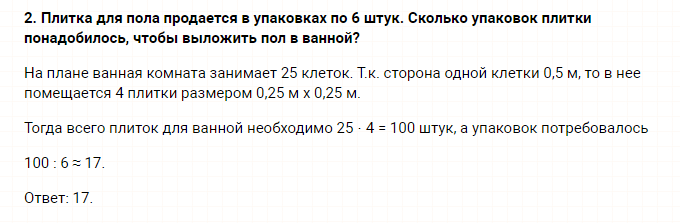 2. Плитка для пола продается в упаковках по 6 штук. Сколько упаковок плитки
понадобилось, чтобы выложить пол в ванной?
На плане ванная комната занимает 25 клеток. Т.к. сторона одной клетки 0,5 м, то в нее
помещается 4 плитки размером 0,25 м х 0,25 м.
Тогда всего плиток для ванной необходимо 25 · 4 = 100 штук, а упаковок потребовалось
100 : 6 ≈ 17.
Ответ: 17.